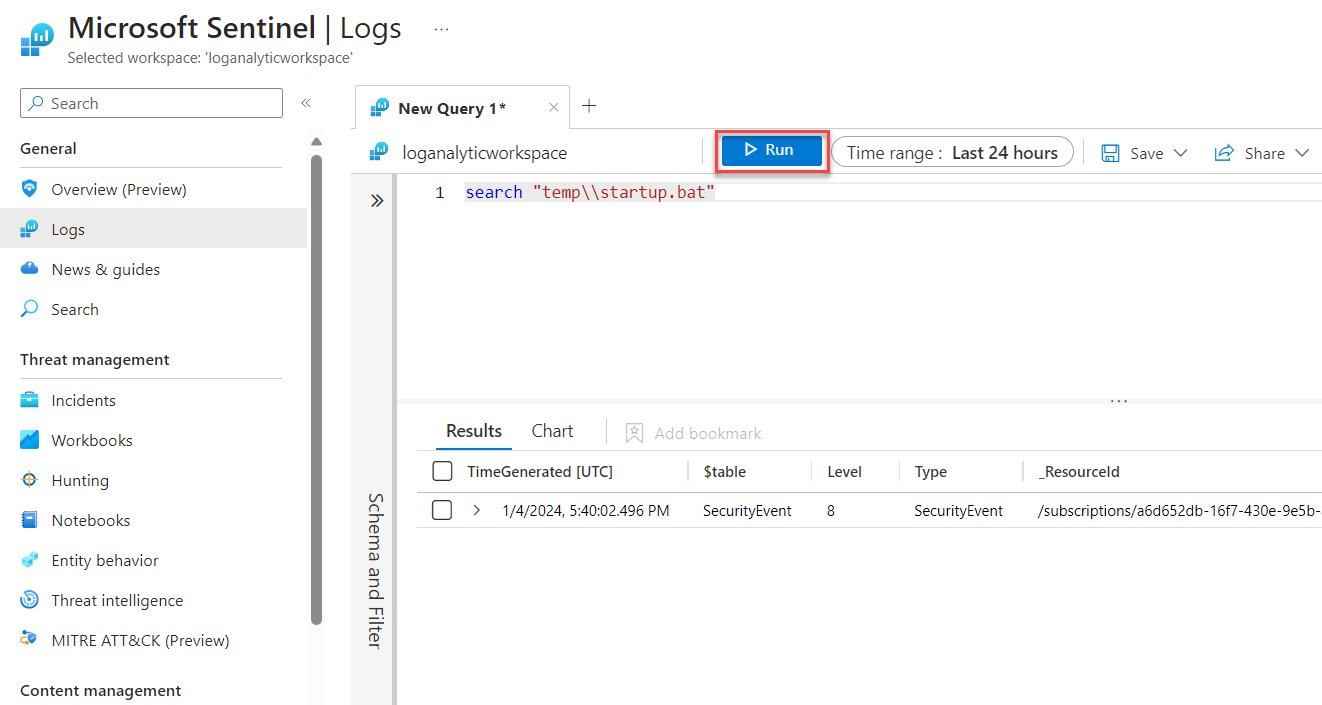 Microsoft Sentinel | Logs ...
Selected workspace: 'loganalyticworkspace'
Search
«
General
Overview (Preview)
Logs
News & guides
Search
Threat management
Incidents
Workbooks
Hunting
Notebooks
Entity behavior
Threat intelligence
MITRE ATT&CK (Preview)
Content management
New Query 1*
loganalyticworkspace
Run
Time range : Last 24 hours
Save
Share
1 search "temp\\startup.bat"
...
Schema and Filter
Results Chart Add bookmark
TimeGenerated [UTC] $table Level Type _ResourceId
1/4/2024, 5:40:02.496 PM SecurityEvent 8 SecurityEvent /subscriptions/a6d652db-16f7-430e-9e5b-